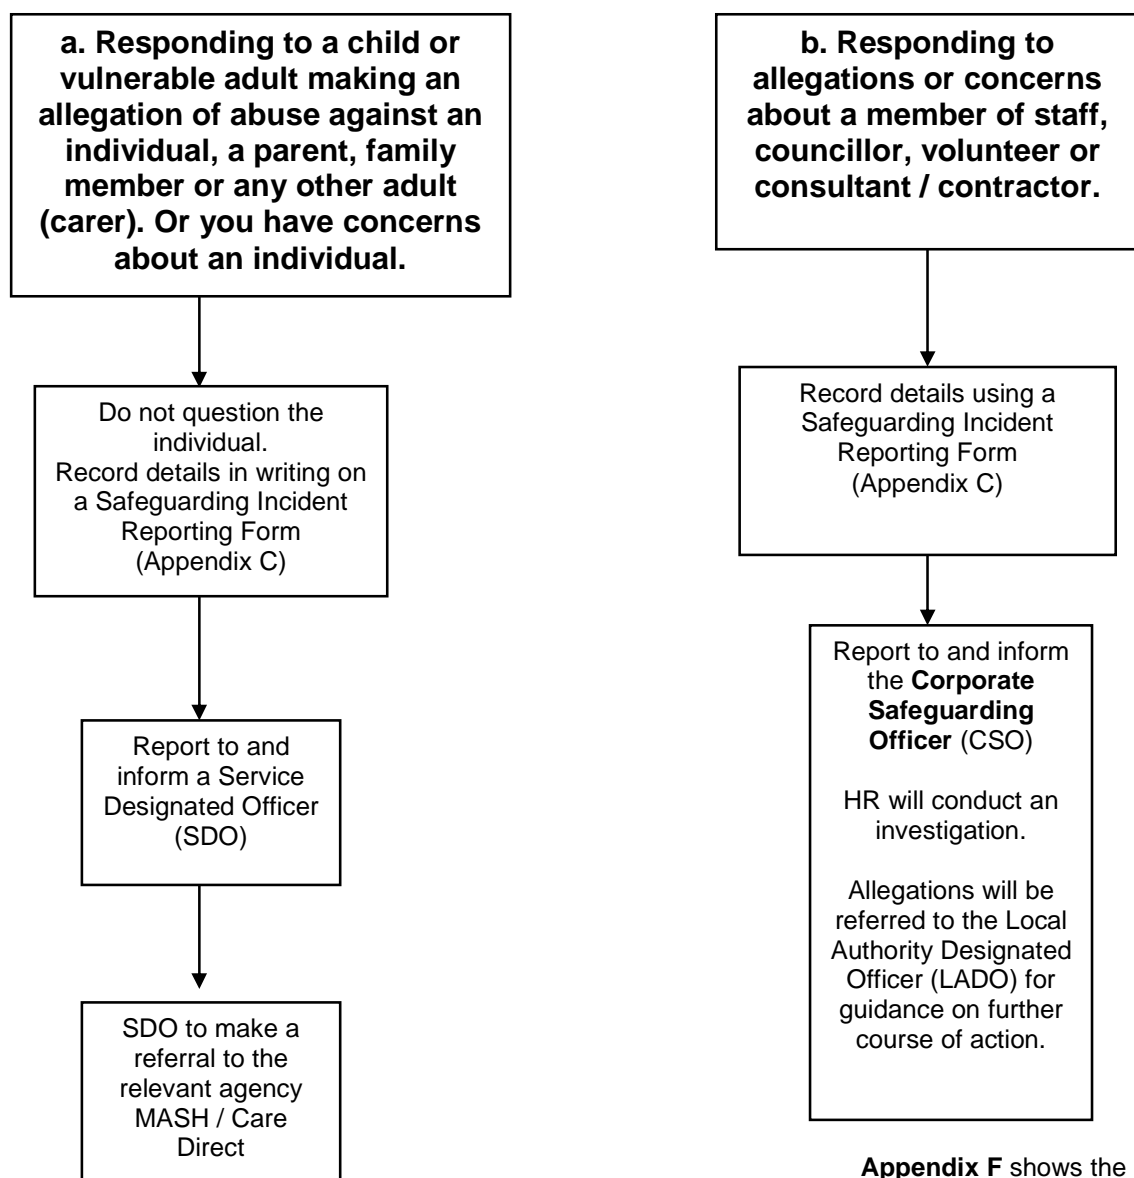 a. Responding to a child or
vulnerable adult making an
allegation of abuse against an
individual, a parent, family
member or any other adult
(carer). Or you have concerns
about an individual.
Do not question the
individual.
Record details in writing on
a Safeguarding Incident
Reporting Form
(Appendix C)
Report to and
inform a Service
Designated Officer
(SDO)
SDO to make a
referral to the
relevant agency
MASH / Care
Direct
b. Responding to
allegations or concerns
about a member of staff,
councillor, volunteer or
consultant / contractor.
Record details using a
Safeguarding Incident
Reporting Form
(Appendix C)
Report to and inform
the Corporate
Safeguarding
Officer (CSO)
HR will conduct an
investigation.
Allegations will be
referred to the Local
Authority Designated
Officer (LADO) for
guidance on further
course of action.
Appendix F shows the